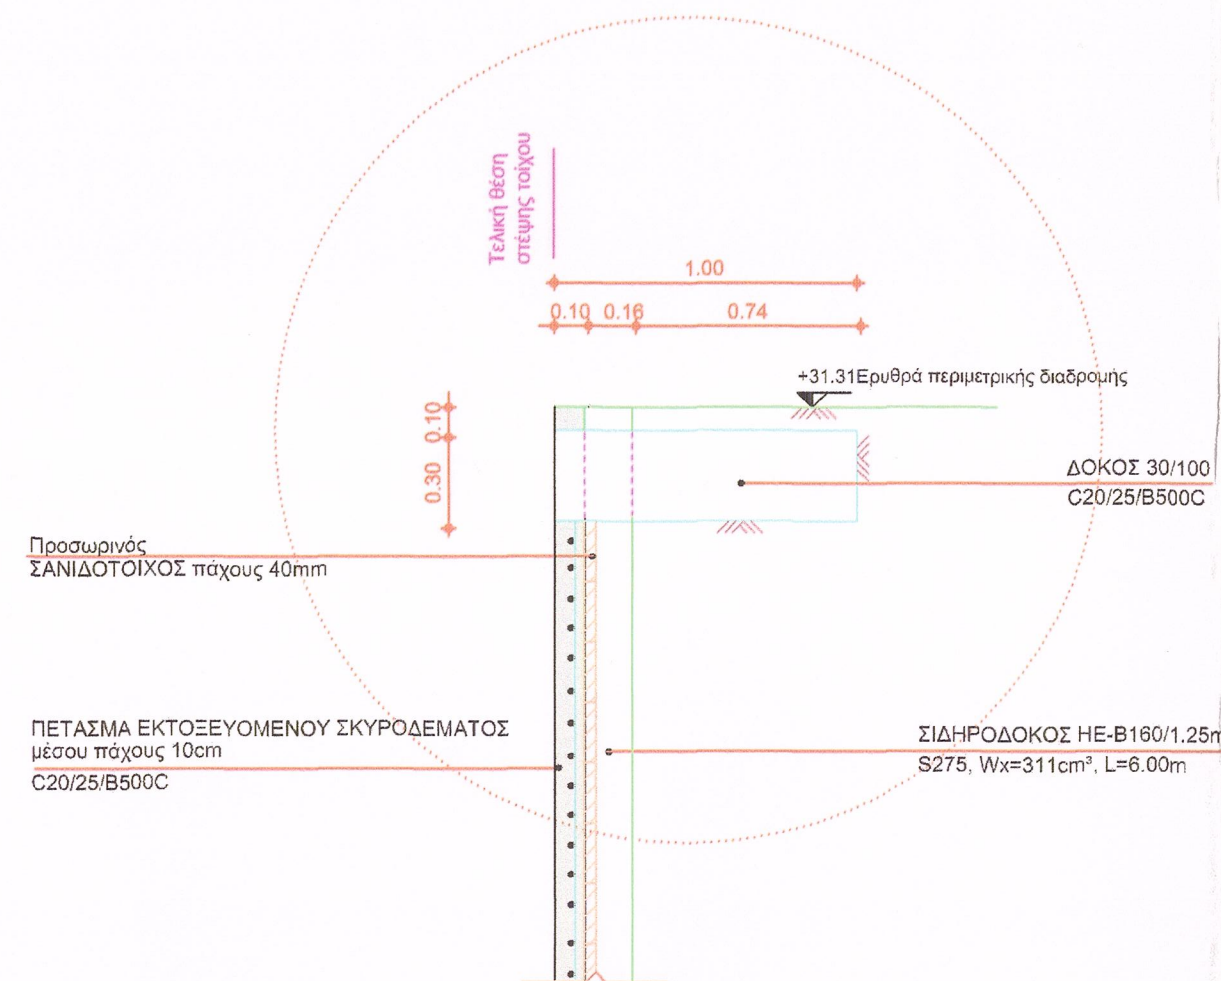 Τελική θέση
στέψης τοίχου
1.00
0.10 0.16 0.74
+31.31Ερυθρά περιμετρικής διαδρομής
0.10
0.30
ΔΟΚΟΣ 30/100
C20/25/B500C
Προσωρινός
ΣΑΝΙΔΟΤΟΙΧΟΣ πάχους 40mm
ΠΕΤΑΣΜΑ ΕΚΤΟΞΕΥΟΜΕΝΟΥ ΣΚΥΡΟΔΕΜΑΤΟΣ
μέσου πάχους 10cm
C20/25/B500C
ΣΙΔΗΡΟΔΟΚΟΣ HE-B160/1.25m
S275, Wx=311cm³, L=6.00m